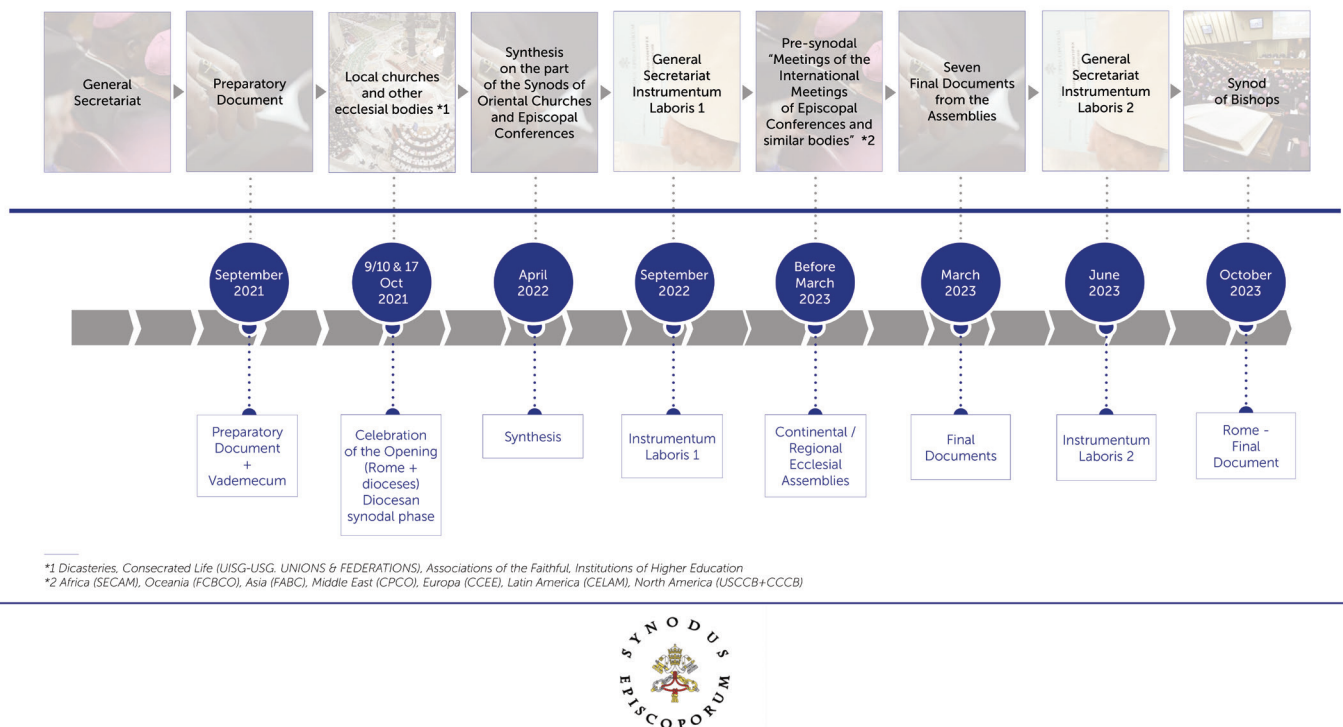 General
Secretariat
Preparatory
Document
Local churches
and other
ecclesial bodies *1
Synthesis
on the part
of the Synods of
Oriental Churches
and Episcopal
Conferences
General
Secretariat
Instrumentum
Laboris 1
Pre-synodal
“Meetings of the
International
Meetings
of Episcopal
Conferences and
similar bodies” *2
Seven
Final Documents
from the
Assemblies
General
Secretariat
Instrumentum
Laboris 2
Synod
of Bishops
September
2021
9/10 & 17
Oct
2021
April
2022
September
2022
Before
March
2023
March
2023
June
2023
October
2023
Preparatory
Document
+
Vademecum
Celebration
of the Opening
(Rome +
dioceses)
Diocesan
synodal phase
Synthesis
Instrumentum
Laboris 1
Continental /
Regional
Ecclesial
Assemblies
Final
Documents
Instrumentum
Laboris 2
Rome -
Final
Document
*1 Dicasteries, Consecrated Life (UISG-USG. UNIONS & FEDERATIONS), Associations of the Faithful, Institutions of Higher Education
*2 Africa (SECAM), Oceania (FCBCO), Asia (FABC), Middle East (CPCO), Europa (CCEE), Latin America (CELAM), North America (USCCB+CCCB)
SYNODUS
EPISCOPORUM